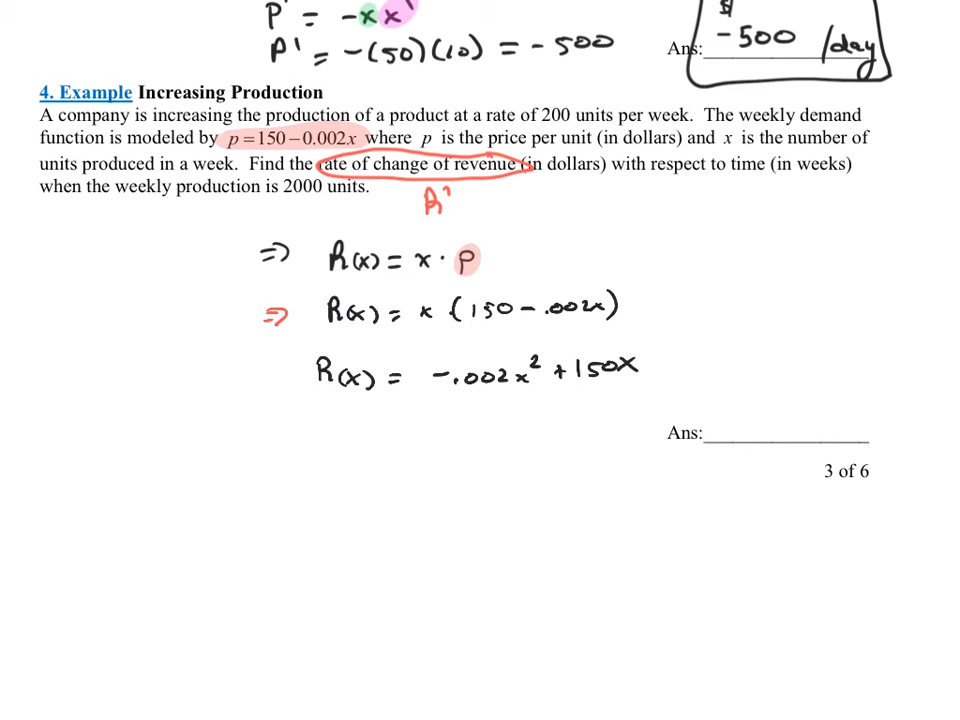 P' = -xx'
P' = -(50)(10) = -500
$
Ans: -500 /day
4. Example Increasing Production
A company is increasing the production of a product at a rate of 200 units per week. The weekly demand
function is modeled by p=150−0.002x where p is the price per unit (in dollars) and x is the number of
units produced in a week. Find the rate of change of revenue (in dollars) with respect to time (in weeks)
when the weekly production is 2000 units.
R'
⇒ R(x) = x · p
⇒ R(x) = x (150 - .002x)
R(x) = -.002x² + 150x
Ans:__________________
3 of 6